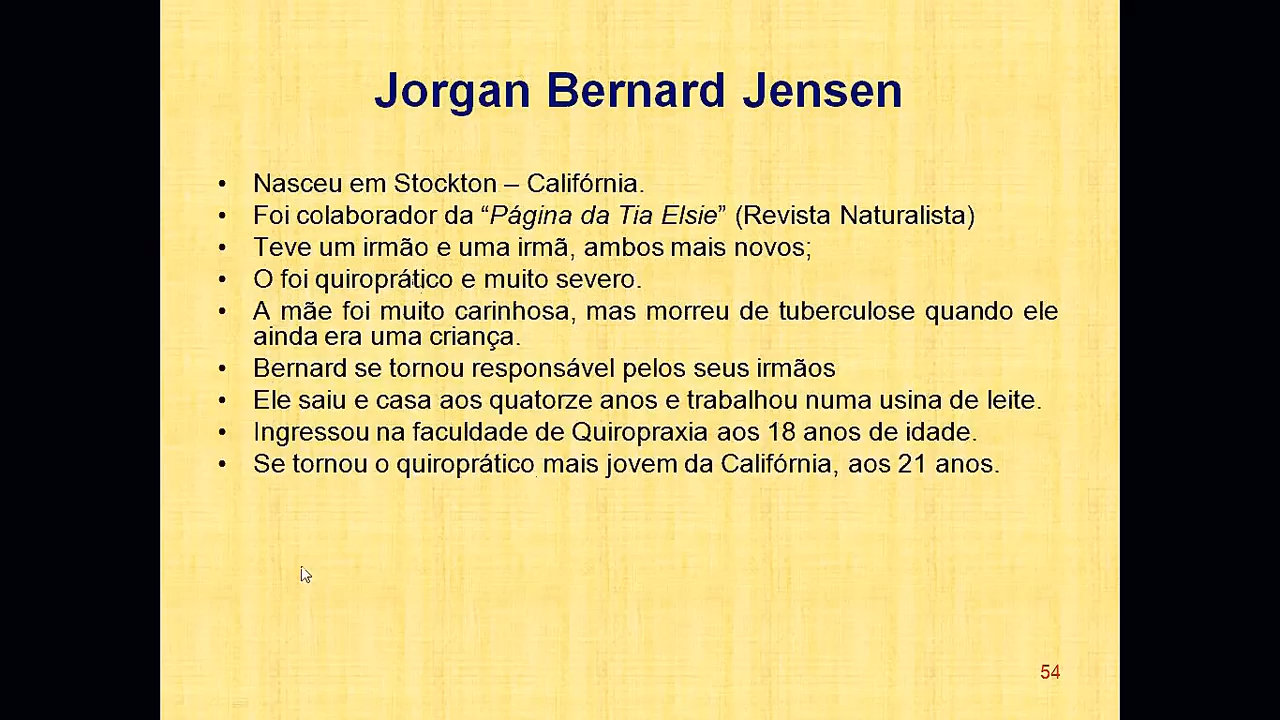 Jorgan Bernard Jensen
• Nasceu em Stockton – Califórnia.
• Foi colaborador da “Página da Tia Elsie” (Revista Naturalista)
• Teve um irmão e uma irmã, ambos mais novos;
• O foi quiroprático e muito severo.
• A mãe foi muito carinhosa, mas morreu de tuberculose quando ele
ainda era uma criança.
• Bernard se tornou responsável pelos seus irmãos
• Ele saiu e casa aos quatorze anos e trabalhou numa usina de leite.
• Ingressou na faculdade de Quiropraxia aos 18 anos de idade.
• Se tornou o quiroprático mais jovem da Califórnia, aos 21 anos.
54